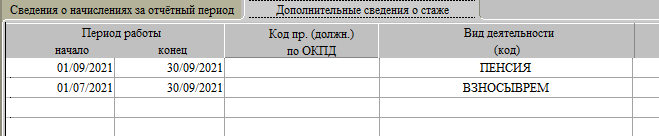 Сведения о начислениях за отчётный период Дополнительные сведения о стаже
Период работы Код пр. (должн.) Вид деятельности
начало конец по ОКПД (код)
01/09/2021 30/09/2021 ПЕНСИЯ
01/07/2021 30/09/2021 ВЗНОСЫВРЕМ